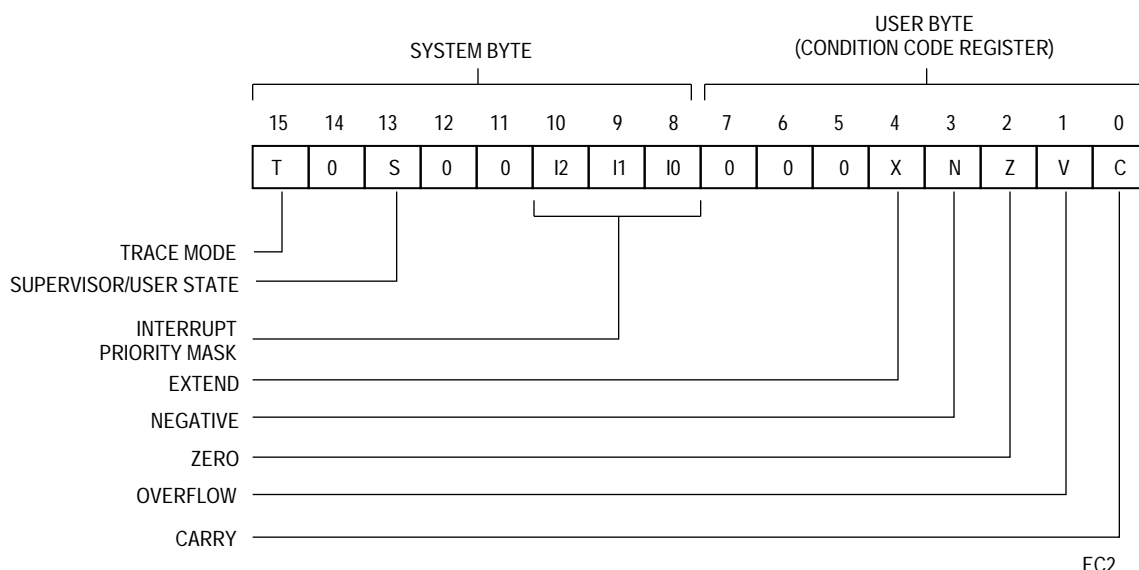 SYSTEM BYTE
USER BYTE
(CONDITION CODE REGISTER)
15 14 13 12 11 10 9 8 7 6 5 4 3 2 1 0
T 0 S 0 0 I2 I1 I0 0 0 0 X N Z V C
TRACE MODE
SUPERVISOR/USER STATE
INTERRUPT
PRIORITY MASK
EXTEND
NEGATIVE
ZERO
OVERFLOW
CARRY